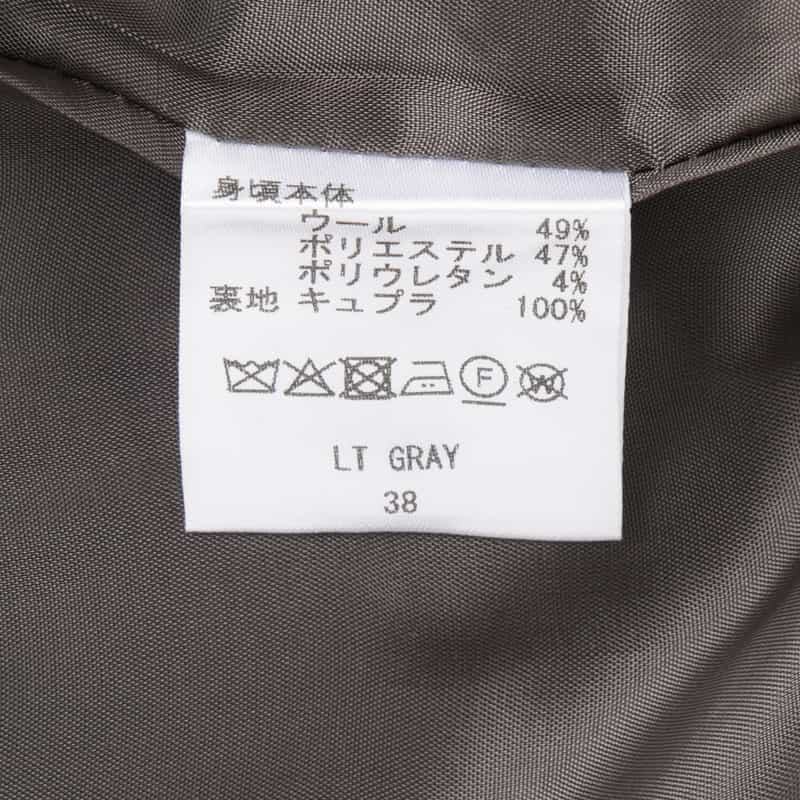 身頃本体
ウール 49%
ポリエステル 47%
ポリウレタン 4%
裏地 キュプラ 100%
F W
LT GRAY
38